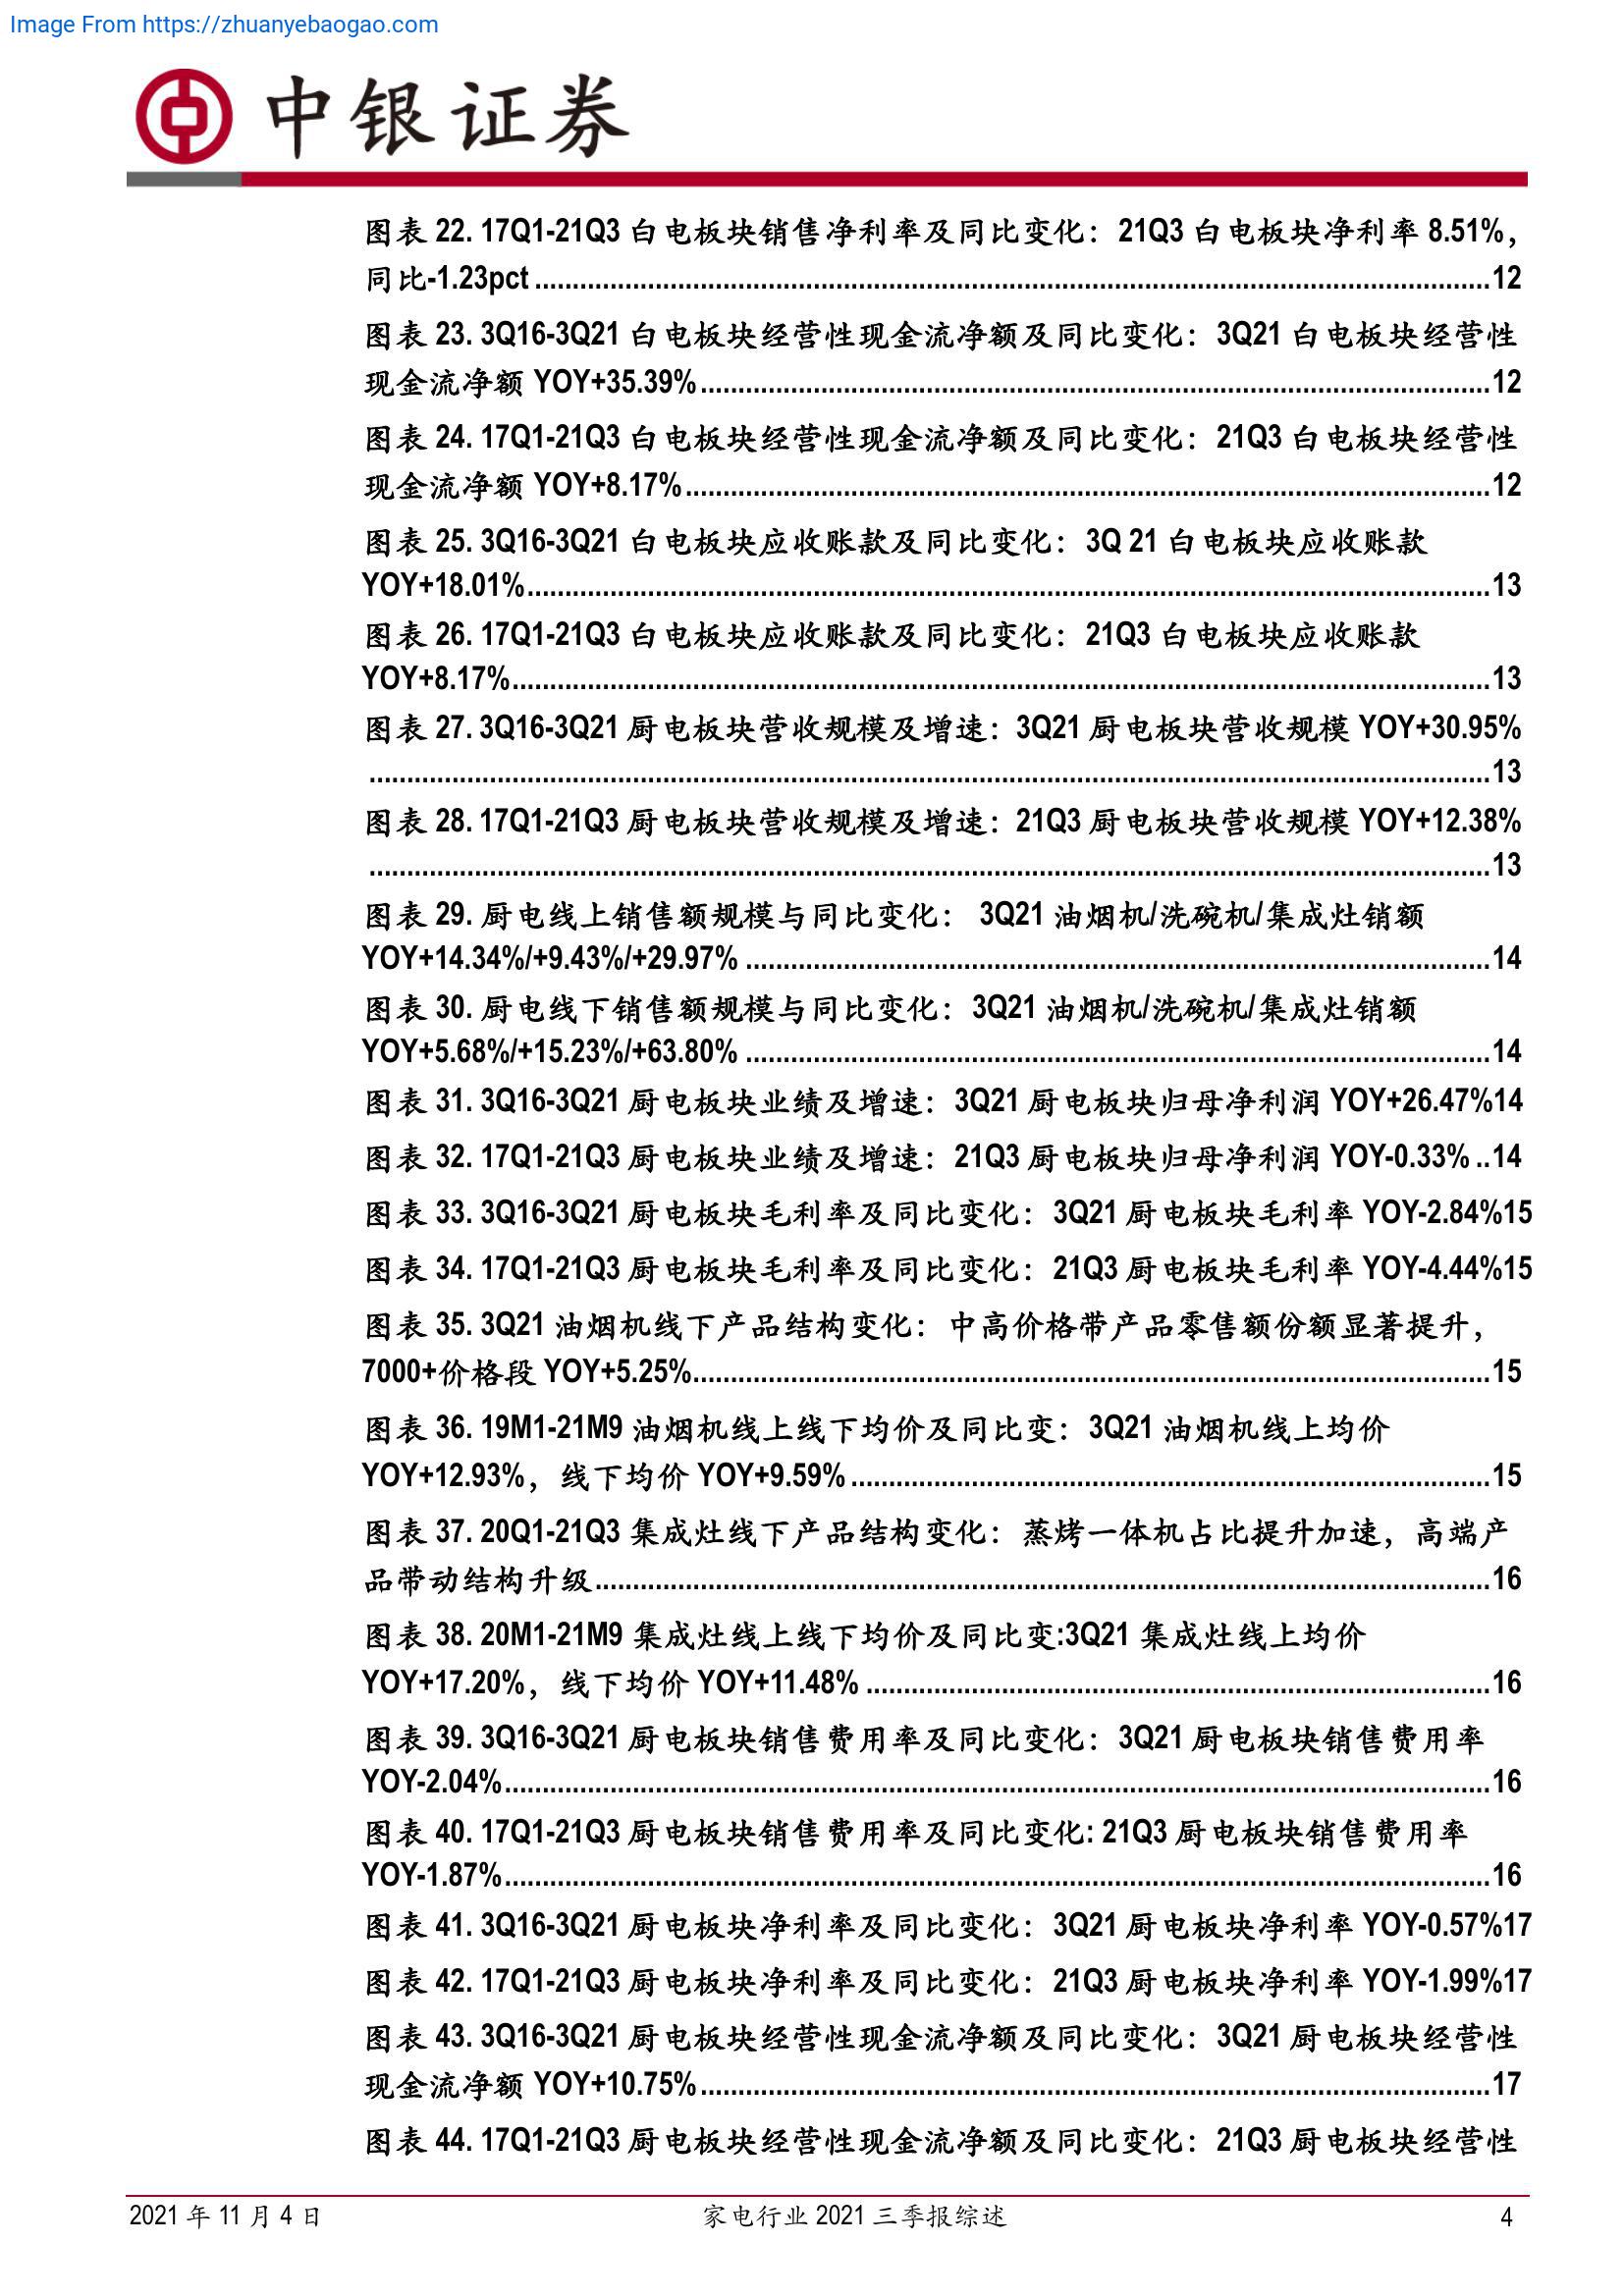 Image From https://zhuanyebaogao.com
中银证券
图表 22. 17Q1-21Q3 白电板块销售净利率及同比变化：21Q3 白电板块净利率 8.51%，
同比-1.23pct ........................................................................12
图表 23. 3Q16-3Q21 白电板块经营性现金流净额及同比变化：3Q21 白电板块经营性
现金流净额 YOY+35.39%........................................................................12
图表 24. 17Q1-21Q3 白电板块经营性现金流净额及同比变化：21Q3 白电板块经营性
现金流净额 YOY+8.17%........................................................................12
图表 25. 3Q16-3Q21 白电板块应收账款及同比变化：3Q 21 白电板块应收账款
YOY+18.01%........................................................................13
图表 26. 17Q1-21Q3 白电板块应收账款及同比变化：21Q3 白电板块应收账款
YOY+8.17%........................................................................13
图表 27. 3Q16-3Q21 厨电板块营收规模及增速：3Q21 厨电板块营收规模 YOY+30.95%
........................................................................13
图表 28. 17Q1-21Q3 厨电板块营收规模及增速：21Q3 厨电板块营收规模 YOY+12.38%
........................................................................13
图表 29. 厨电线上销售额规模与同比变化： 3Q21 油烟机/洗碗机/集成灶销额
YOY+14.34%/+9.43%/+29.97% ........................................................................14
图表 30. 厨电线下销售额规模与同比变化：3Q21 油烟机/洗碗机/集成灶销额
YOY+5.68%/+15.23%/+63.80% ........................................................................14
图表 31. 3Q16-3Q21 厨电板块业绩及增速：3Q21 厨电板块归母净利润 YOY+26.47%14
图表 32. 17Q1-21Q3 厨电板块业绩及增速：21Q3 厨电板块归母净利润 YOY-0.33% ..14
图表 33. 3Q16-3Q21 厨电板块毛利率及同比变化：3Q21 厨电板块毛利率 YOY-2.84%15
图表 34. 17Q1-21Q3 厨电板块毛利率及同比变化：21Q3 厨电板块毛利率 YOY-4.44%15
图表 35. 3Q21 油烟机线下产品结构变化：中高价格带产品零售额份额显著提升，
7000+价格段 YOY+5.25%........................................................................15
图表 36. 19M1-21M9 油烟机线上线下均价及同比变：3Q21 油烟机线上均价
YOY+12.93%，线下均价 YOY+9.59%........................................................................15
图表 37. 20Q1-21Q3 集成灶线下产品结构变化：蒸烤一体机占比提升加速，高端产
品带动结构升级........................................................................16
图表 38. 20M1-21M9 集成灶线上线下均价及同比变:3Q21 集成灶线上均价
YOY+17.20%，线下均价 YOY+11.48% ........................................................................16
图表 39. 3Q16-3Q21 厨电板块销售费用率及同比变化：3Q21 厨电板块销售费用率
YOY-2.04%........................................................................16
图表 40. 17Q1-21Q3 厨电板块销售费用率及同比变化: 21Q3 厨电板块销售费用率
YOY-1.87%........................................................................16
图表 41. 3Q16-3Q21 厨电板块净利率及同比变化：3Q21 厨电板块净利率 YOY-0.57%17
图表 42. 17Q1-21Q3 厨电板块净利率及同比变化：21Q3 厨电板块净利率 YOY-1.99%17
图表 43. 3Q16-3Q21 厨电板块经营性现金流净额及同比变化：3Q21 厨电板块经营性
现金流净额 YOY+10.75%........................................................................17
图表 44. 17Q1-21Q3 厨电板块经营性现金流净额及同比变化：21Q3 厨电板块经营性
2021 年 11 月 4 日 家电行业 2021 三季报综述 4